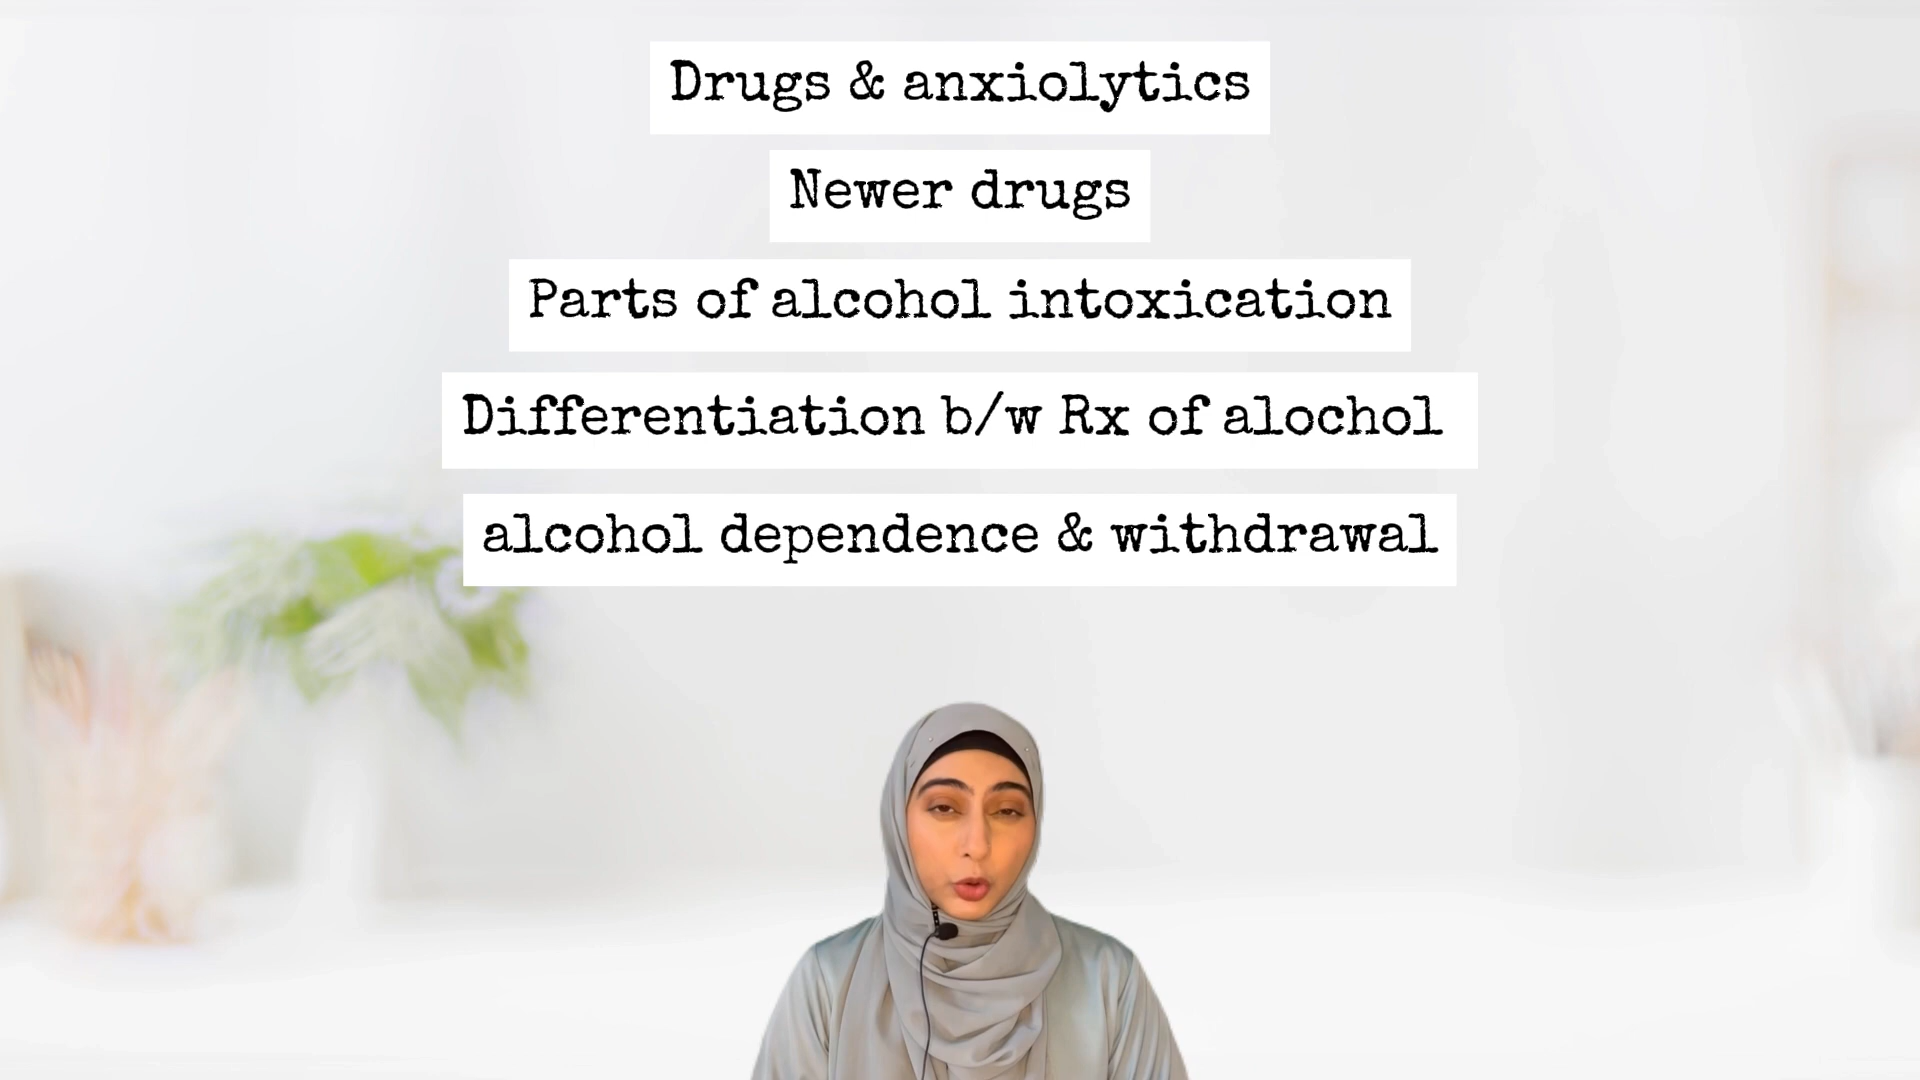 Drugs & anxiolytics
Newer drugs
Parts of alcohol intoxication
Differentiation b/w Rx of alochol
alcohol dependence & withdrawal